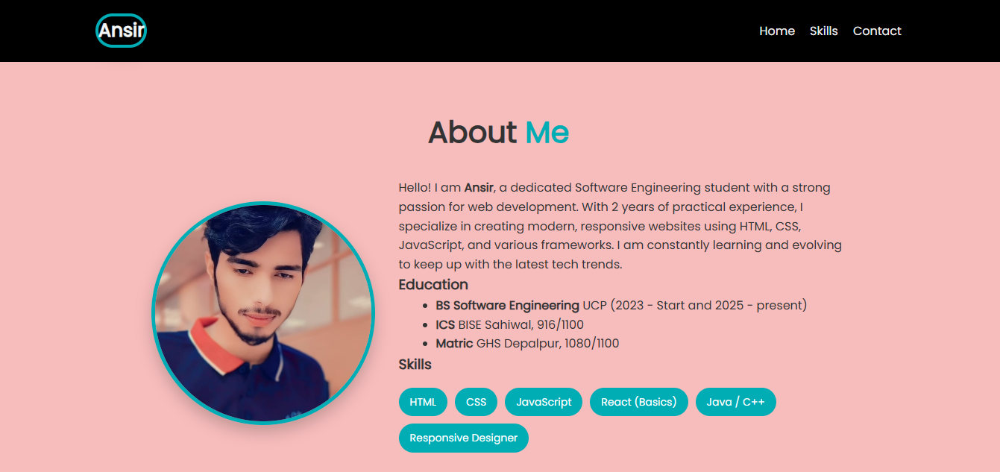 Ansir
Home Skills Contact
About Me
Hello! I am Ansir, a dedicated Software Engineering student with a strong
passion for web development. With 2 years of practical experience, I
specialize in creating modern, responsive websites using HTML, CSS,
JavaScript, and various frameworks. I am constantly learning and evolving
to keep up with the latest tech trends.
Education
• BS Software Engineering UCP (2023 - Start and 2025 - present)
• ICS BISE Sahiwal, 916/1100
• Matric GHS Depalpur, 1080/1100
Skills
HTML CSS JavaScript React (Basics) Java / C++
Responsive Designer